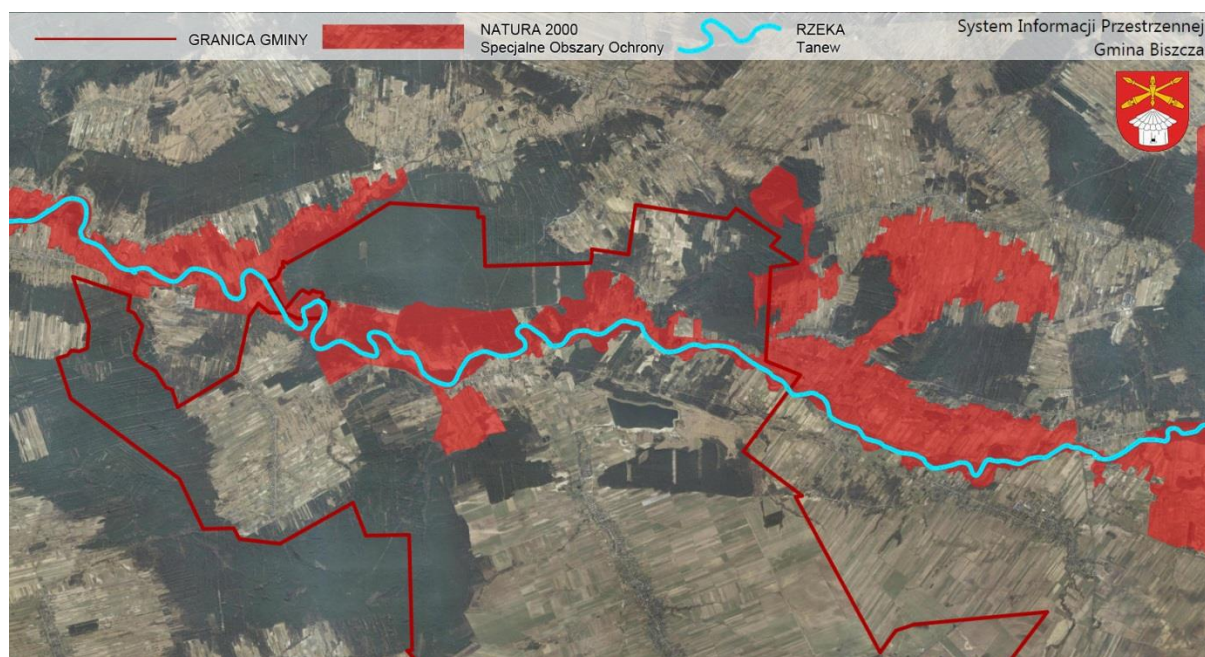 GRANICA GMINY
NATURA 2000
Specjalne Obszary Ochrony
RZEKA
Tanew
System Informacji Przestrzennej
Gmina Biszcza